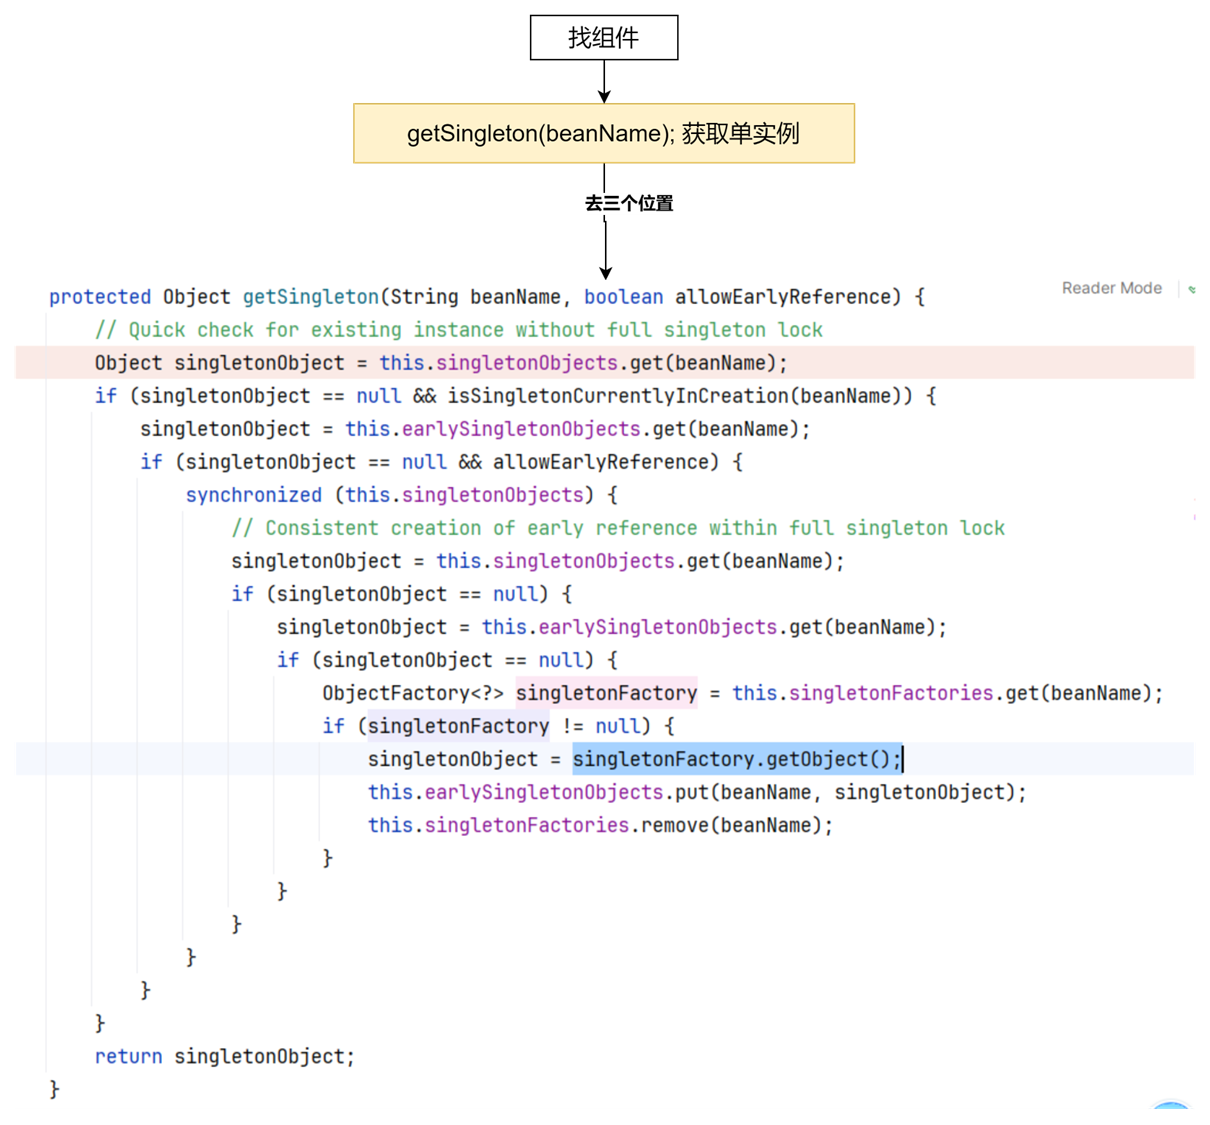 找组件
getSingleton(beanName); 获取单实例
去三个位置
Reader Mode
protected Object getSingleton(String beanName, boolean allowEarlyReference) {
// Quick check for existing instance without full singleton lock
Object singletonObject = this.singletonObjects.get(beanName);
if (singletonObject == null && isSingletonCurrentlyInCreation(beanName)) {
singletonObject = this.earlySingletonObjects.get(beanName);
if (singletonObject == null && allowEarlyReference) {
synchronized (this.singletonObjects) {
// Consistent creation of early reference within full singleton lock
singletonObject = this.singletonObjects.get(beanName);
if (singletonObject == null) {
singletonObject = this.earlySingletonObjects.get(beanName);
if (singletonObject == null) {
ObjectFactory<?> singletonFactory = this.singletonFactories.get(beanName);
if (singletonFactory != null) {
singletonObject = singletonFactory.getObject();
this.earlySingletonObjects.put(beanName, singletonObject);
this.singletonFactories.remove(beanName);
}
}
}
}
}
}
return singletonObject;
}